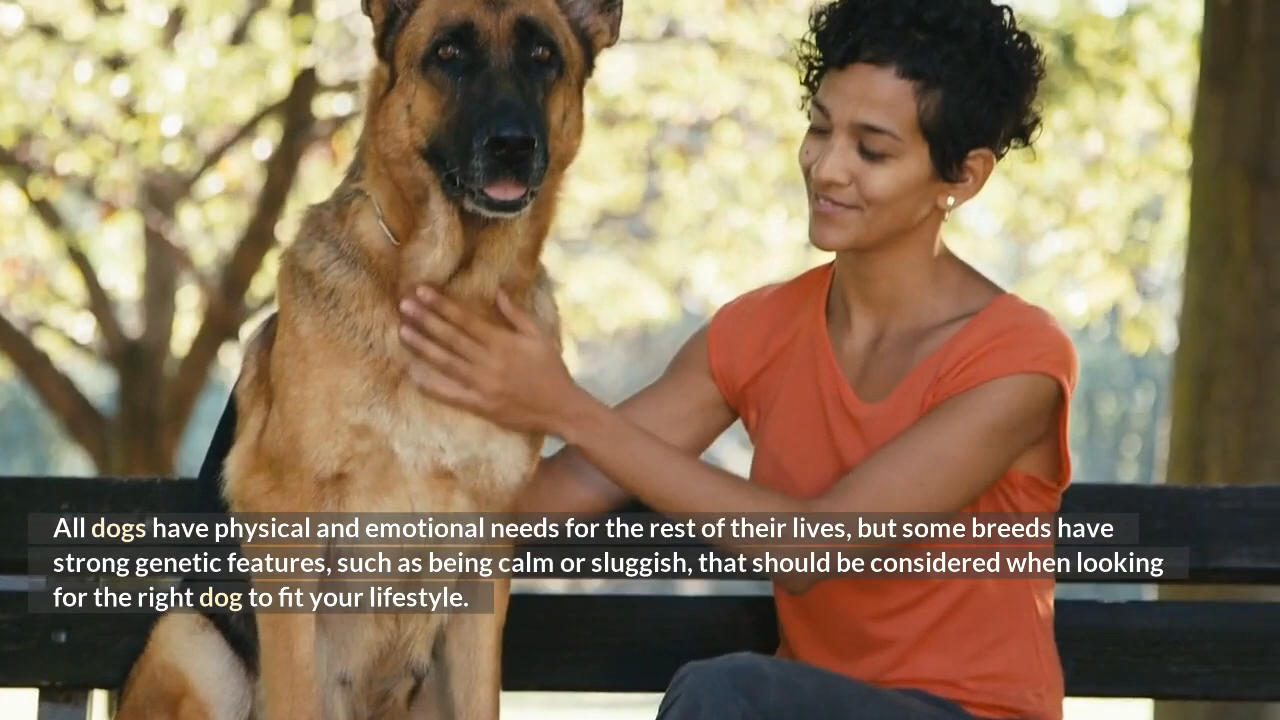 All dogs have physical and emotional needs for the rest of their lives, but some breeds have
strong genetic features, such as being calm or sluggish, that should be considered when looking
for the right dog to fit your lifestyle.